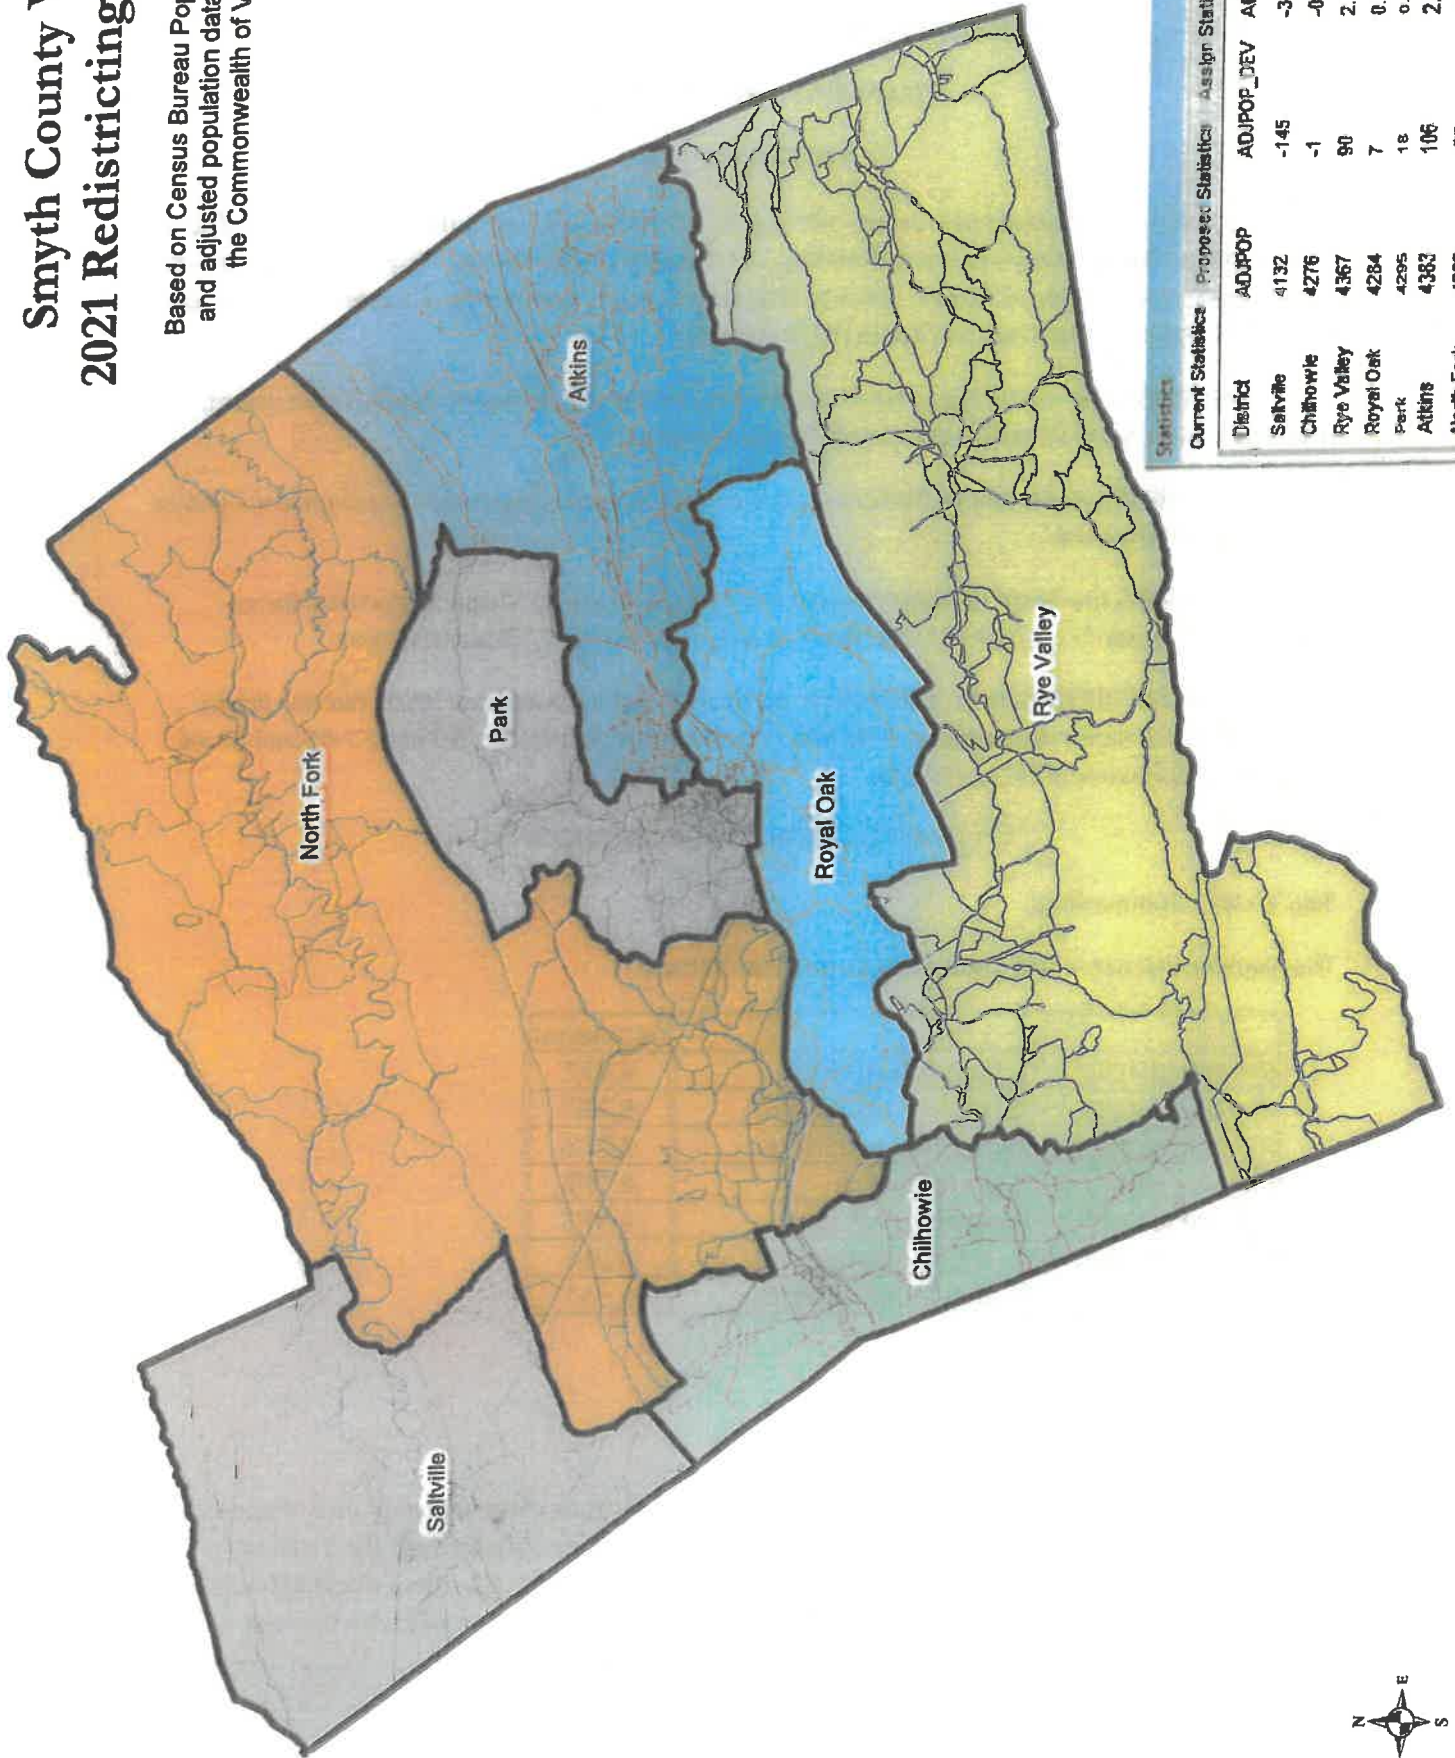 Smyth County
2021 Redistricting
Based on Census Bureau
and adjusted population data
the Commonwealth of
North Fork
Atkins
Park
Saltville
Royal Oak
Chilhowie
Rye Valley
Statistics
Current Statistics Proposed Statistics Assign
District ADJPOP ADJPOP_DEV
Saltville 4132 -145
Chilhowie 4276 -1
Rye Valley 4367 90
Royal Oak 4284 7
Park 4295 18
Atkins 4383 106
N
E
S